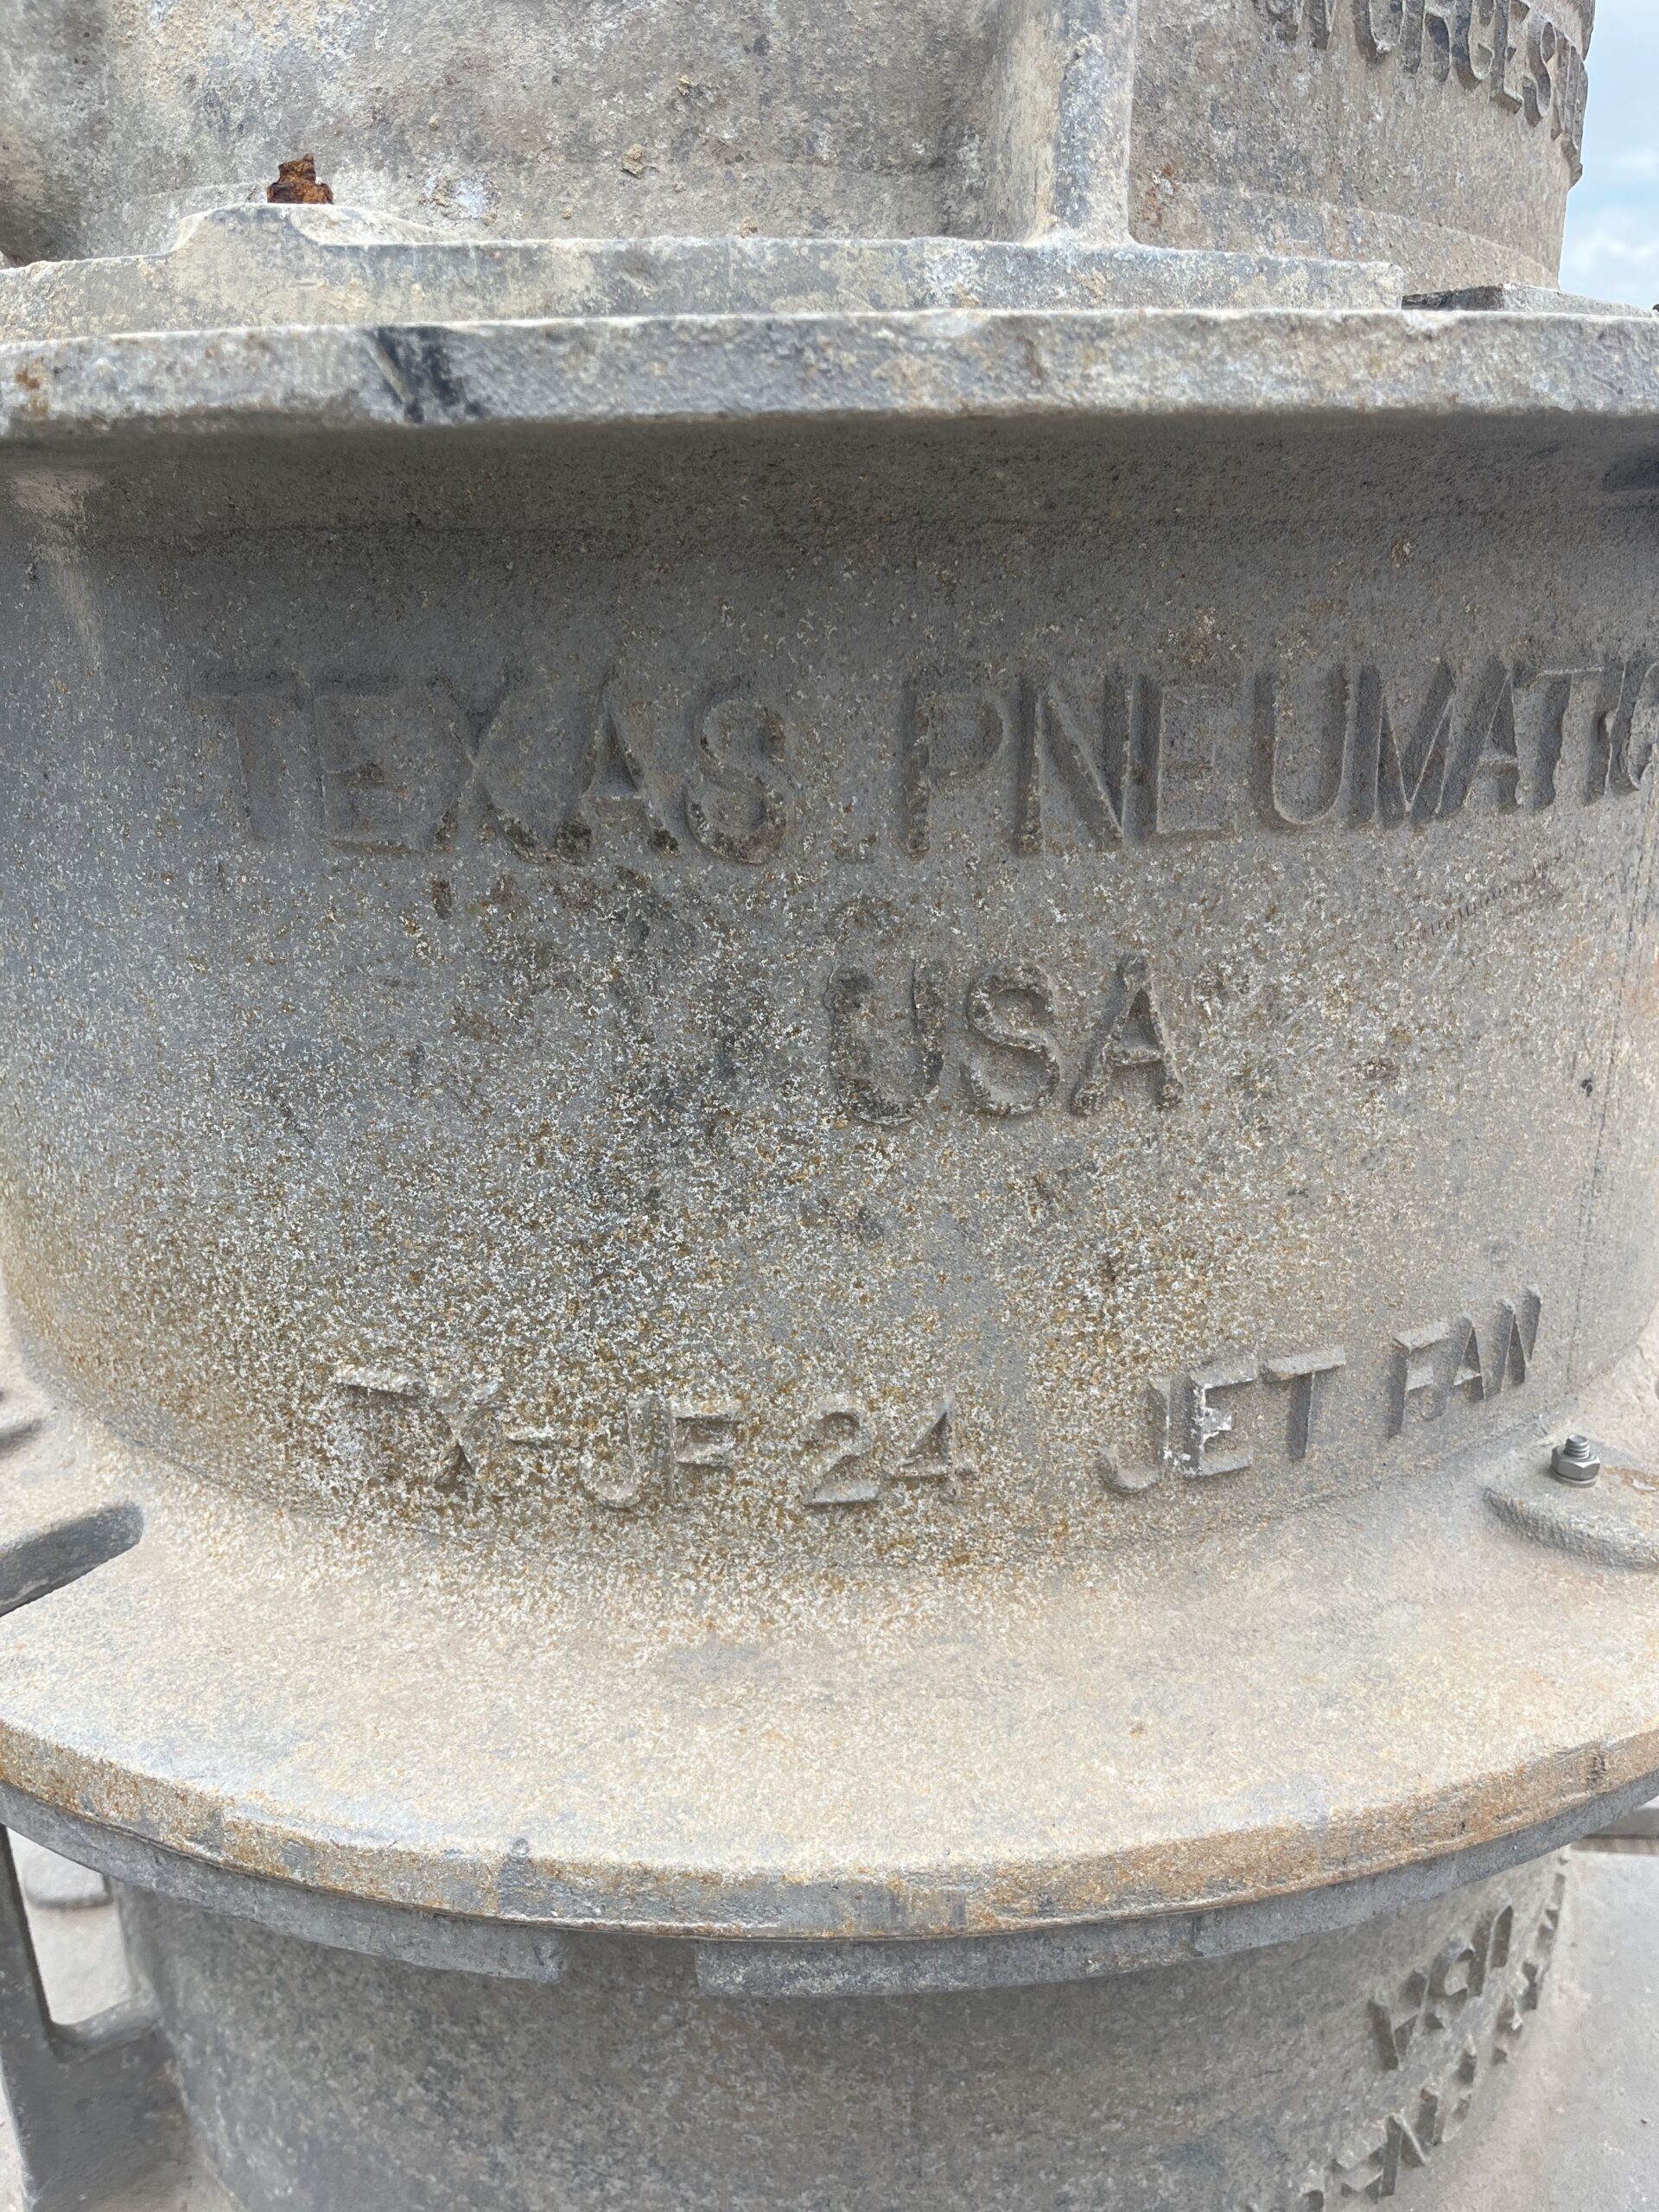 TEXAS PNEUMATIC
USA
TX-JF-24 JET FAN